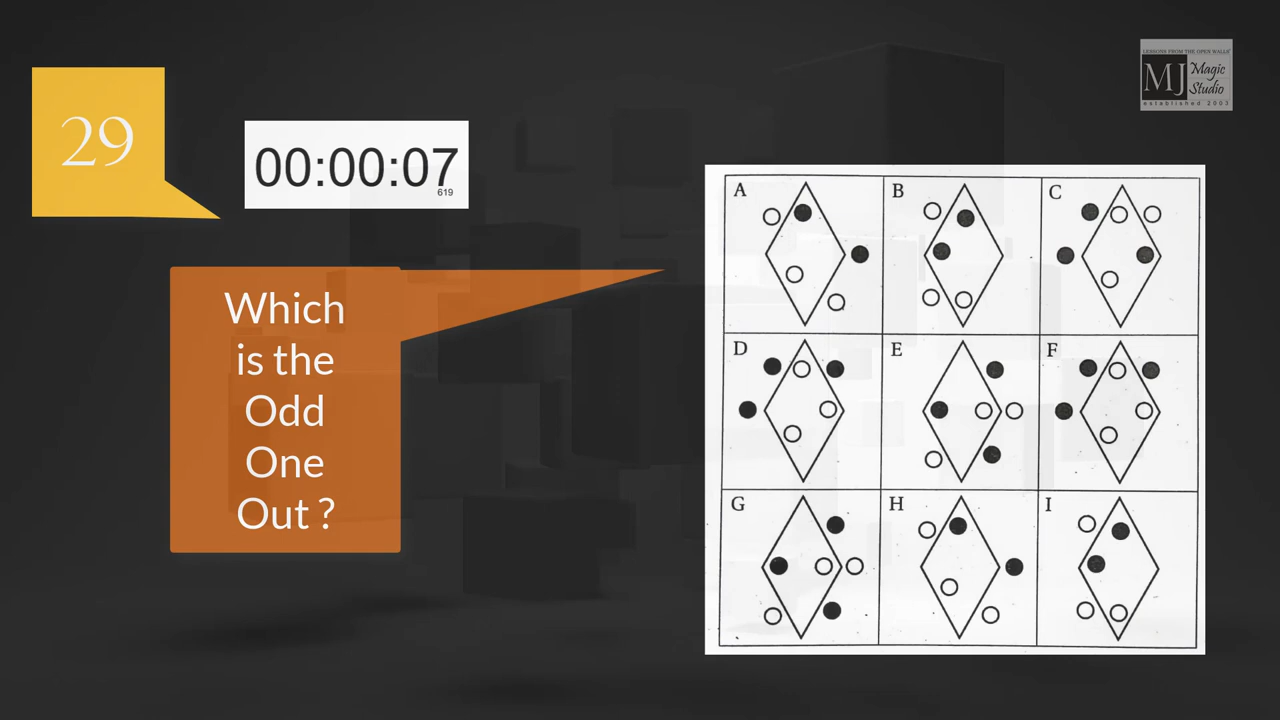 29
00:00:07
619
Which
is the
Odd
One
Out ?
LESSONS FROM THE OPEN WALLS
MJ Magic
Studio
established 2003
A
B
C
D
E
F
G
H
I